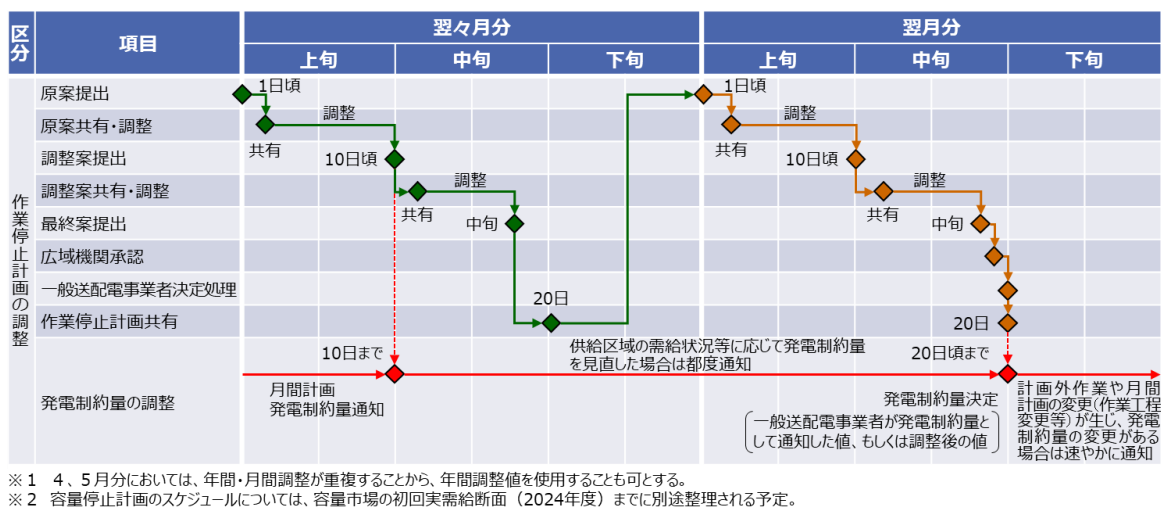 区分
項目
翌々月分
翌月分
上旬
中旬
下旬
上旬
中旬
下旬
作業停止計画の調整
原案提出
1日頃
1日頃
原案共有・調整
調整
共有
調整
共有
調整案提出
10日頃
10日頃
調整案共有・調整
調整
共有
調整
共有
最終案提出
中旬
中旬
広域機関承認
一般送配電事業者決定処理
作業停止計画共有
20日
20日
発電制約量の調整
10日まで
月間計画
発電制約量通知
供給区域の需給状況等に応じて発電制約量
を見直した場合は都度通知
20日頃まで
発電制約量決定
一般送配電事業者が発電制約量と
して通知した値、もしくは調整後の値
計画外作業や月間
計画の変更(作業工程
変更等)が生じ、発電
制約量の変更がある
場合は速やかに通知
※1 4、5月分においては、年間・月間調整が重複することから、年間調整値を使用することも可とする。
※2 容量停止計画のスケジュールについては、容量市場の初回実需給断面（2024年度）までに別途整理される予定。